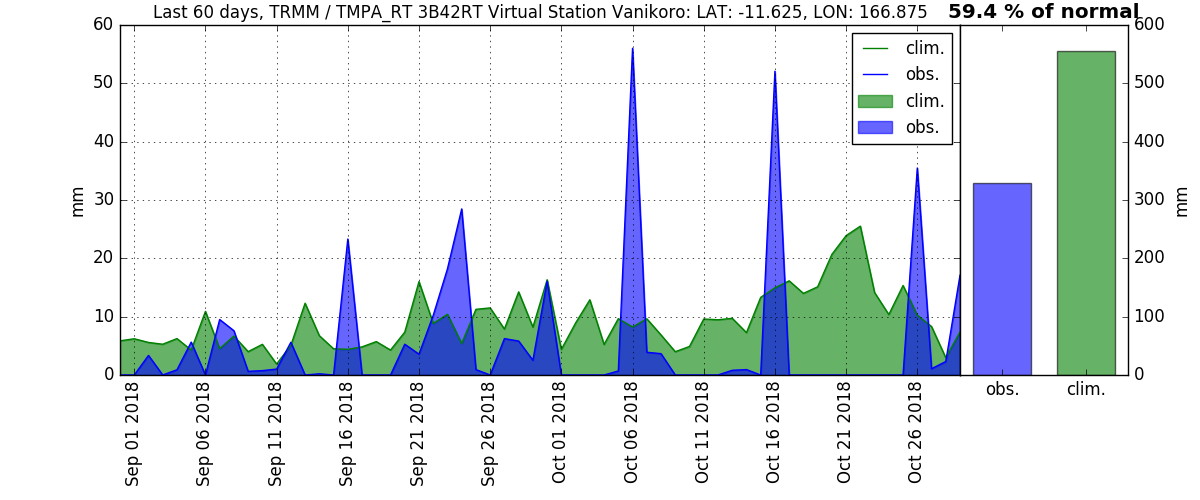 Last 60 days, TRMM / TMPA_RT 3B42RT Virtual Station Vanikoro: LAT: -11.625, LON: 166.875
59.4 % of normal
60
50
40
30
20
10
0
mm
clim.
obs.
clim.
obs.
600
500
400
300
200
100
0
mm
Sep 01 2018
Sep 06 2018
Sep 11 2018
Sep 16 2018
Sep 21 2018
Sep 26 2018
Oct 01 2018
Oct 06 2018
Oct 11 2018
Oct 16 2018
Oct 21 2018
Oct 26 2018
obs.
clim.